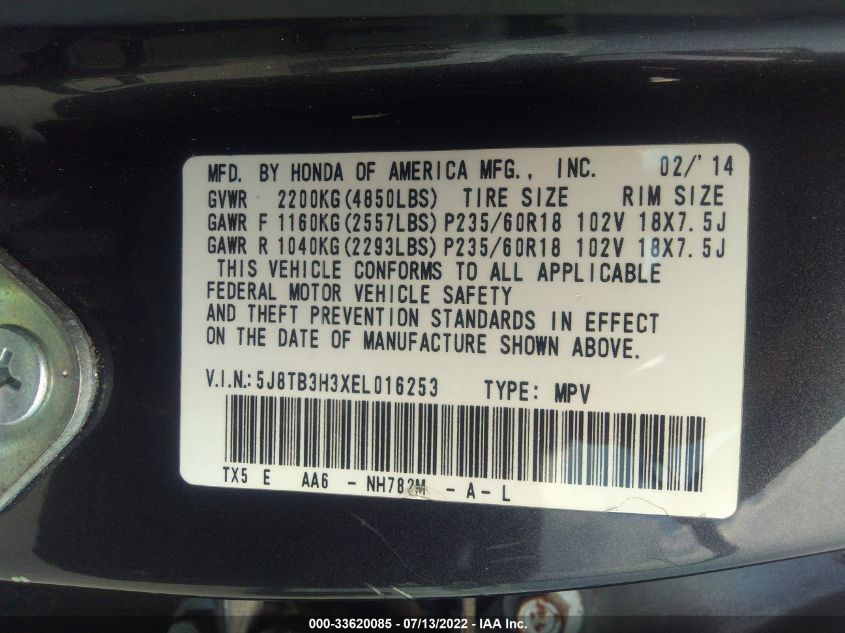 MFD. BY HONDA OF AMERICA MFG., INC. 02/'14
GVWR 2200KG(4850LBS) TIRE SIZE RIM SIZE
GAWR F 1160KG(2557LBS) P235/60R18 102V 18X7.5J
GAWR R 1040KG(2293LBS) P235/60R18 102V 18X7.5J
THIS VEHICLE CONFORMS TO ALL APPLICABLE
FEDERAL MOTOR VEHICLE SAFETY
AND THEFT PREVENTION STANDARDS IN EFFECT
ON THE DATE OF MANUFACTURE SHOWN ABOVE.
V.I.N.: 5J8TB3H3XEL016253 TYPE: MPV
TX5 E AA6 - NH782M - A - L
000-33620085 - 07/13/2022 - IAA Inc.